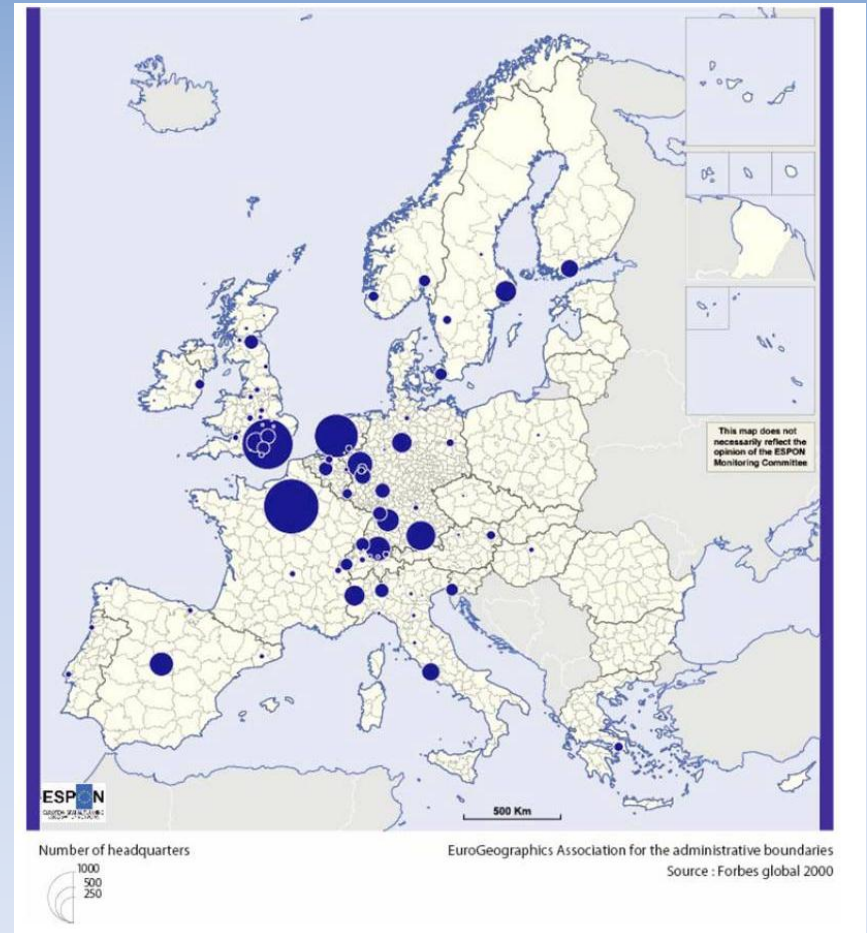 This map does not
necessarily reflect the
opinion of the ESPON
Monitoring Committee
ESPON
500 Km
Number of headquarters
1000
500
250
EuroGeographics Association for the administrative boundaries
Source : Forbes global 2000